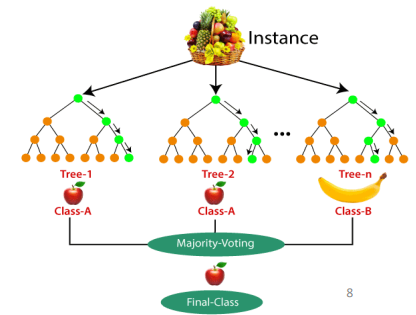 Instance
...
Tree-1
Tree-2
Tree-n
Class-A
Class-A
Class-B
Majority-Voting
Final-Class
8